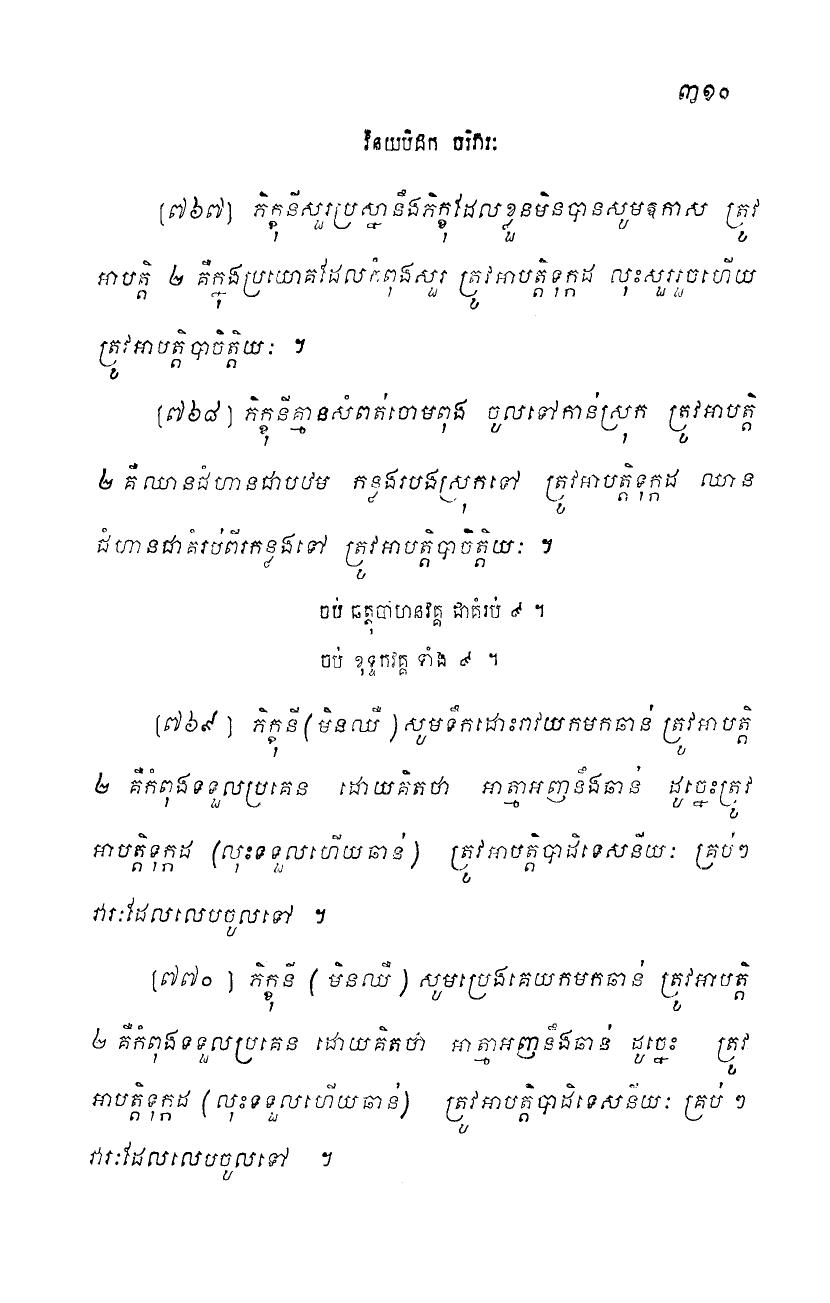 ៣១០
វិនយបិដក បរិវារៈ
[៧៦៧] ភិក្ខុនីសួរប្រស្នានឹងភិក្ខុដែលខ្លួនមិនបានសូមឱកាស ត្រូវ
អាបត្តិ ២ គឺក្នុងប្រយោគដែលកំពុងសួរ ត្រូវអាបត្តិទុក្កដ លុះសួររួចហើយ
ត្រូវអាបត្តិបាចិត្តិយៈ ។
[៧៦៨] ភិក្ខុនីគ្មានសំពត់ចោមពុង ចូលទៅកាន់ស្រុក ត្រូវអាបត្តិ
២ គឺឈានជំហានជាបឋម កន្លងរបងស្រុកទៅ ត្រូវអាបត្តិទុក្កដ ឈាន
ជំហានជាគំរប់ពីរកន្លងទៅ ត្រូវអាបត្តិបាចិត្តិយៈ ។
ចប់ ឆត្តុបាហនវគ្គ ជាគំរប់ ៩ ។
ចប់ ខុទ្ទកវគ្គ ទាំង ៩ ។
[៧៦៩] ភិក្ខុនី (មិនឈឺ) សូមទឹកដោះរាវយកមកឆាន់ ត្រូវអាបត្តិ
២ គឺកំពុងទទួលប្រគេន ដោយគិតថា អាត្មាអញនឹងឆាន់ ដូច្នេះត្រូវ
អាបត្តិទុក្កដ (លុះទទួលហើយឆាន់) ត្រូវអាបត្តិបាដិទេសនីយៈ គ្រប់ៗ
វារៈដែលលេបចូលទៅ ។
[៧៧០] ភិក្ខុនី (មិនឈឺ) សូមប្រេងគេយកមកឆាន់ ត្រូវអាបត្តិ
២ គឺកំពុងទទួលប្រគេន ដោយគិតថា អាត្មាអញនឹងឆាន់ ដូច្នេះ ត្រូវ
អាបត្តិទុក្កដ (លុះទទួលហើយឆាន់) ត្រូវអាបត្តិបាដិទេសនីយៈ គ្រប់ ៗ
វារៈដែលលេបចូលទៅ ។